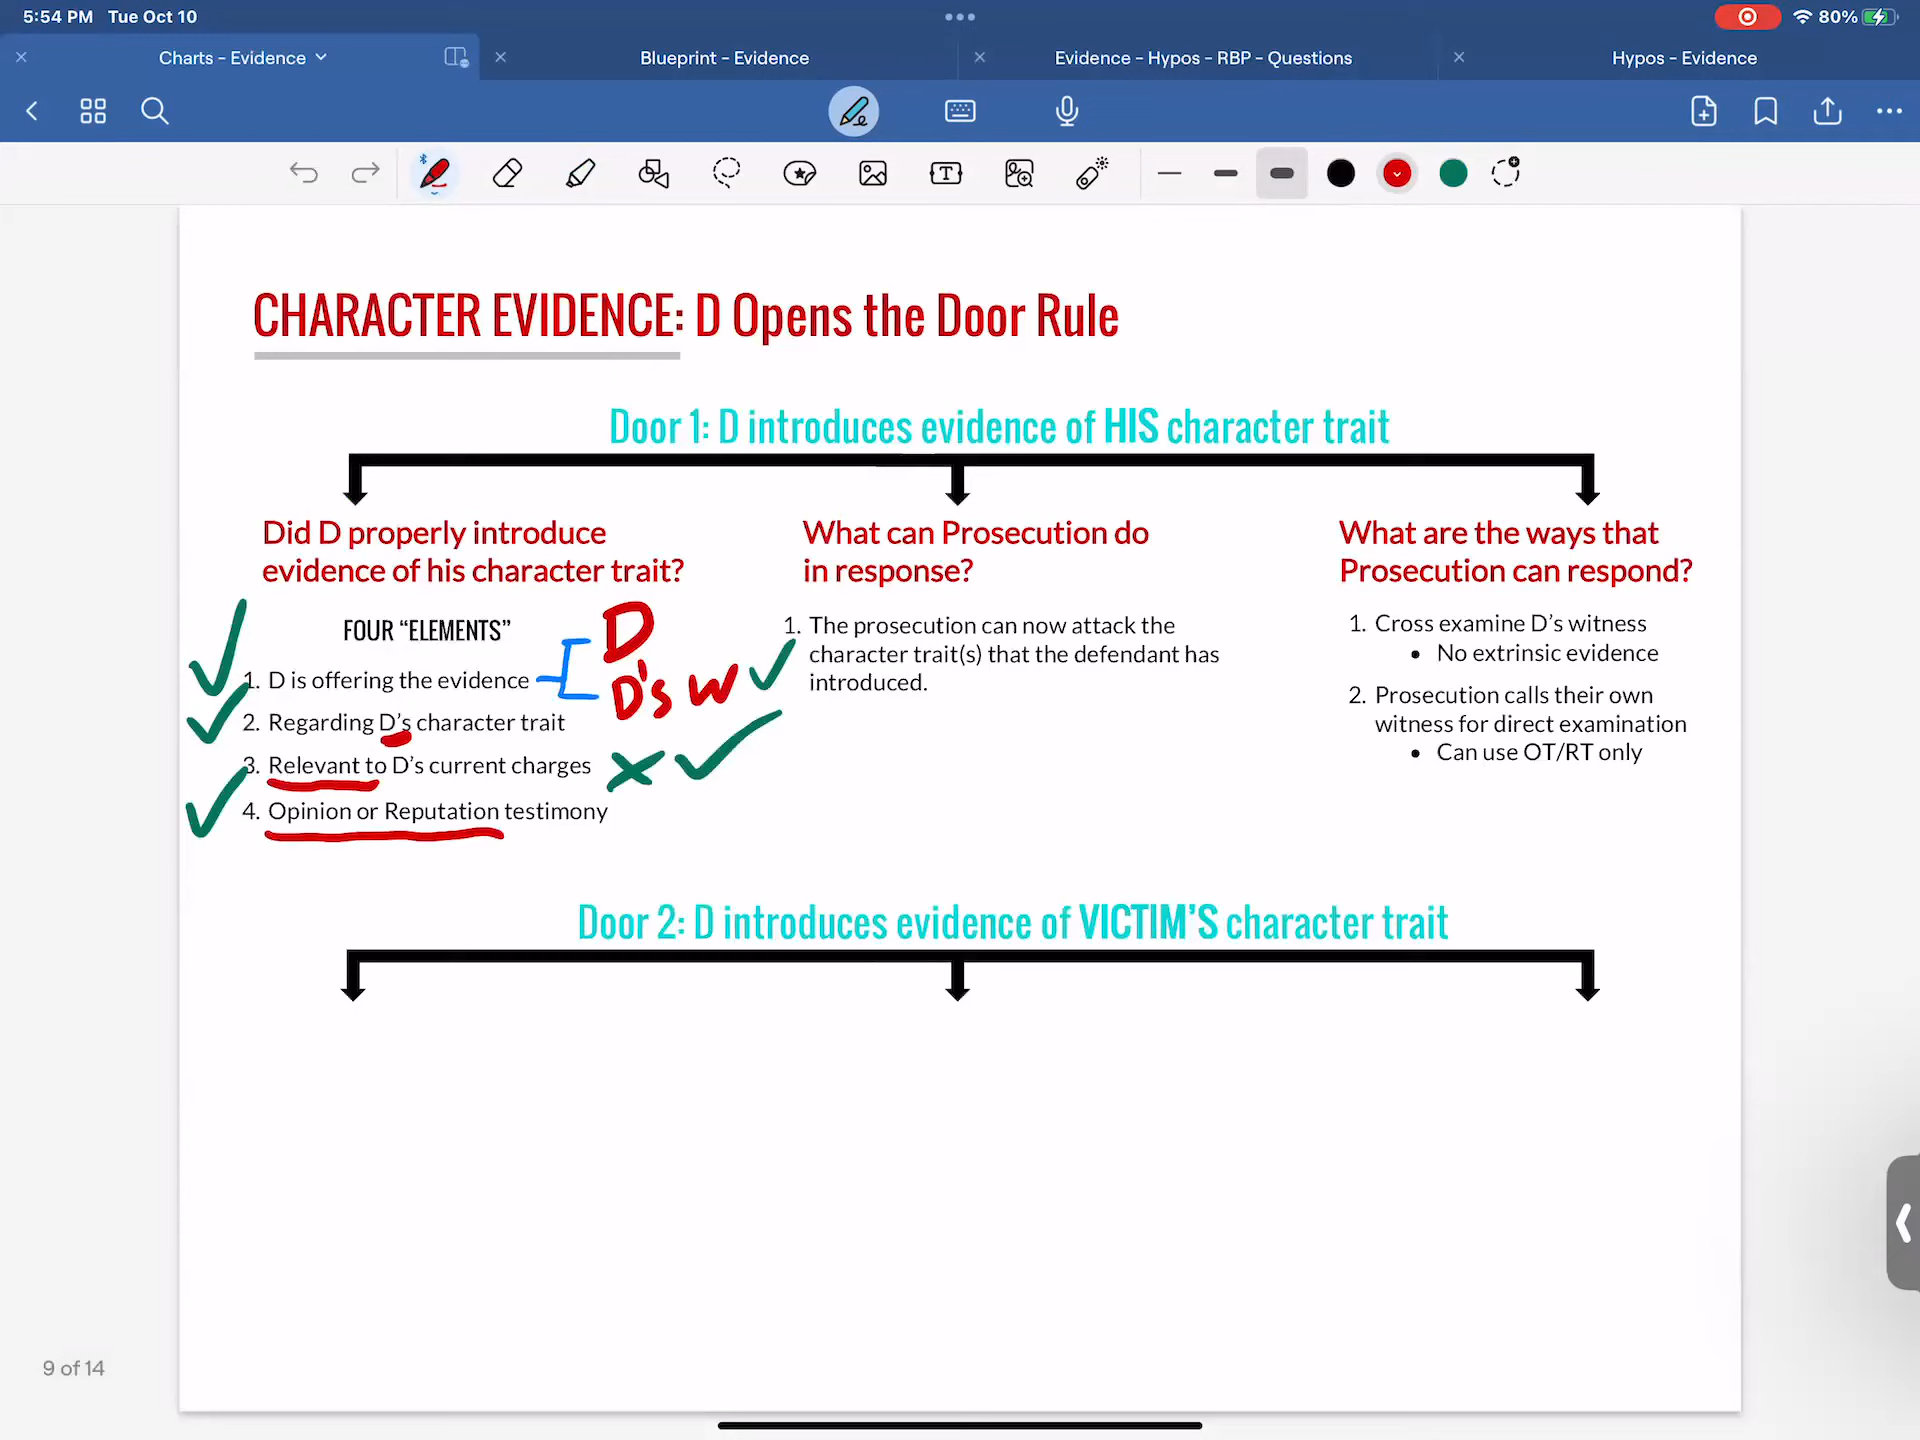 5:54 PM Tue Oct 10
80%
Charts - Evidence
Blueprint - Evidence
Evidence - Hypos - RBP - Questions
Hypos - Evidence
CHARACTER EVIDENCE: D Opens the Door Rule
Door 1: D introduces evidence of HIS character trait
Did D properly introduce
evidence of his character trait?
FOUR “ELEMENTS”
1. D is offering the evidence
D
D's W
2. Regarding D’s character trait
3. Relevant to D’s current charges
4. Opinion or Reputation testimony
What can Prosecution do
in response?
1. The prosecution can now attack the
character trait(s) that the defendant has
introduced.
What are the ways that
Prosecution can respond?
1. Cross examine D’s witness
• No extrinsic evidence
2. Prosecution calls their own
witness for direct examination
• Can use OT/RT only
Door 2: D introduces evidence of VICTIM’S character trait
9 of 14